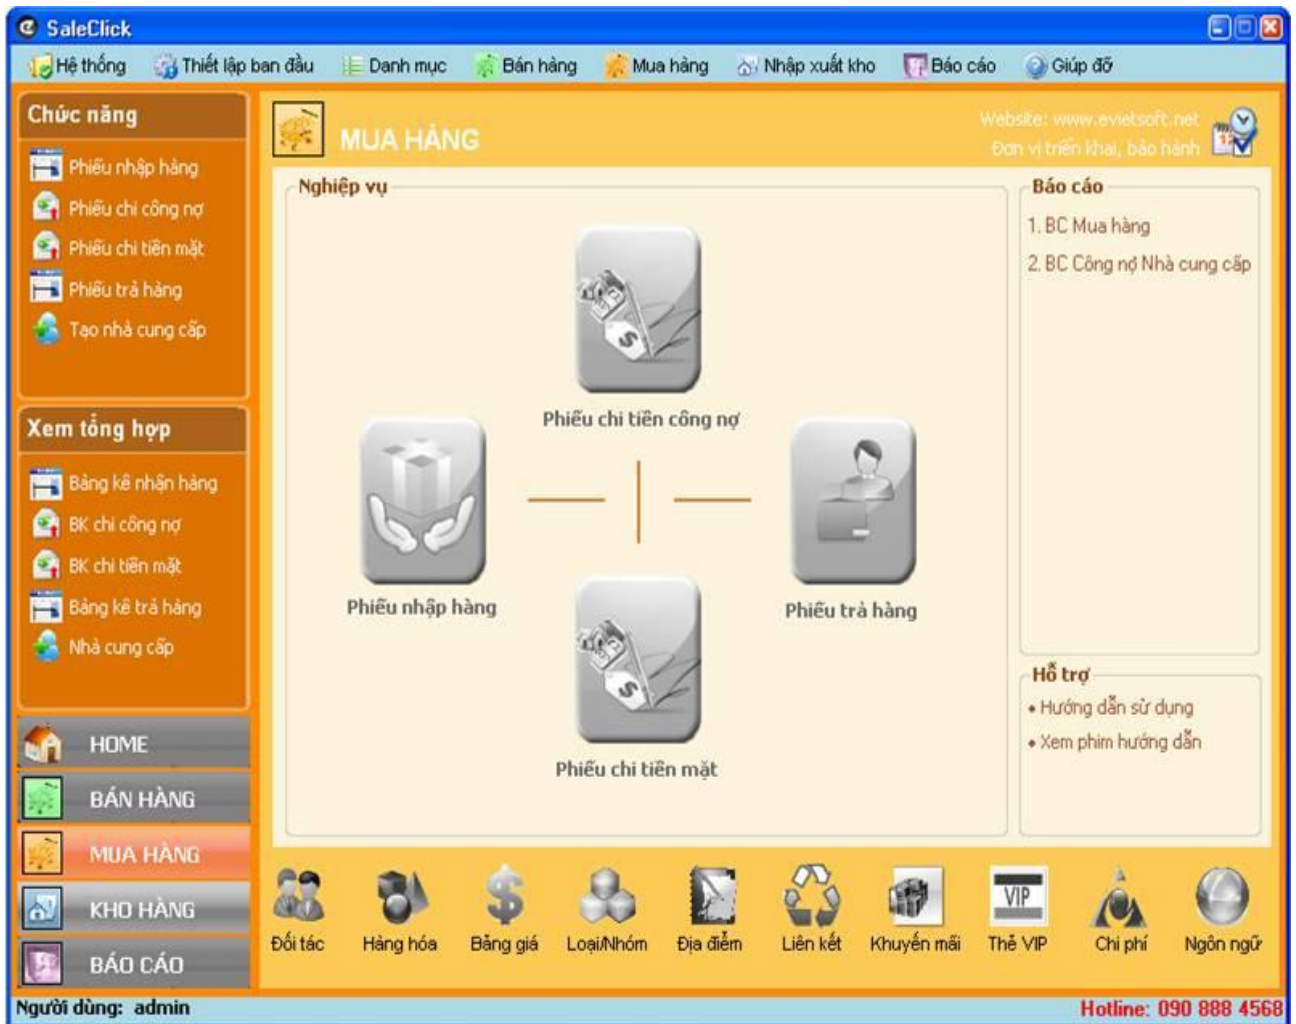 SaleClick
Hệ thống Thiết lập ban đầu Danh mục Bán hàng Mua hàng Nhập xuất kho Báo cáo Giúp đỡ
Chức năng
Phiếu nhập hàng
Phiếu chi công nợ
Phiếu chi tiền mặt
Phiếu trả hàng
Tạo nhà cung cấp
Xem tổng hợp
Bảng kê nhận hàng
BK chi công nợ
BK chi tiền mặt
Bảng kê trả hàng
Nhà cung cấp
HOME
BÁN HÀNG
MUA HÀNG
KHO HÀNG
BÁO CÁO
MUA HÀNG
Website: www.evietsoft.net
Đơn vị triển khai, bảo hành
Nghiệp vụ
Phiếu chi tiền công nợ
Phiếu nhập hàng
Phiếu trả hàng
Phiếu chi tiền mặt
Báo cáo
1. BC Mua hàng
2. BC Công nợ Nhà cung cấp
Hỗ trợ
• Hướng dẫn sử dụng
• Xem phim hướng dẫn
Đối tác Hàng hóa Bảng giá Loại/Nhóm Địa điểm Liên kết Khuyến mãi Thẻ VIP Chi phí Ngôn ngữ
VIP
Người dùng: admin
Hotline: 090 888 4568